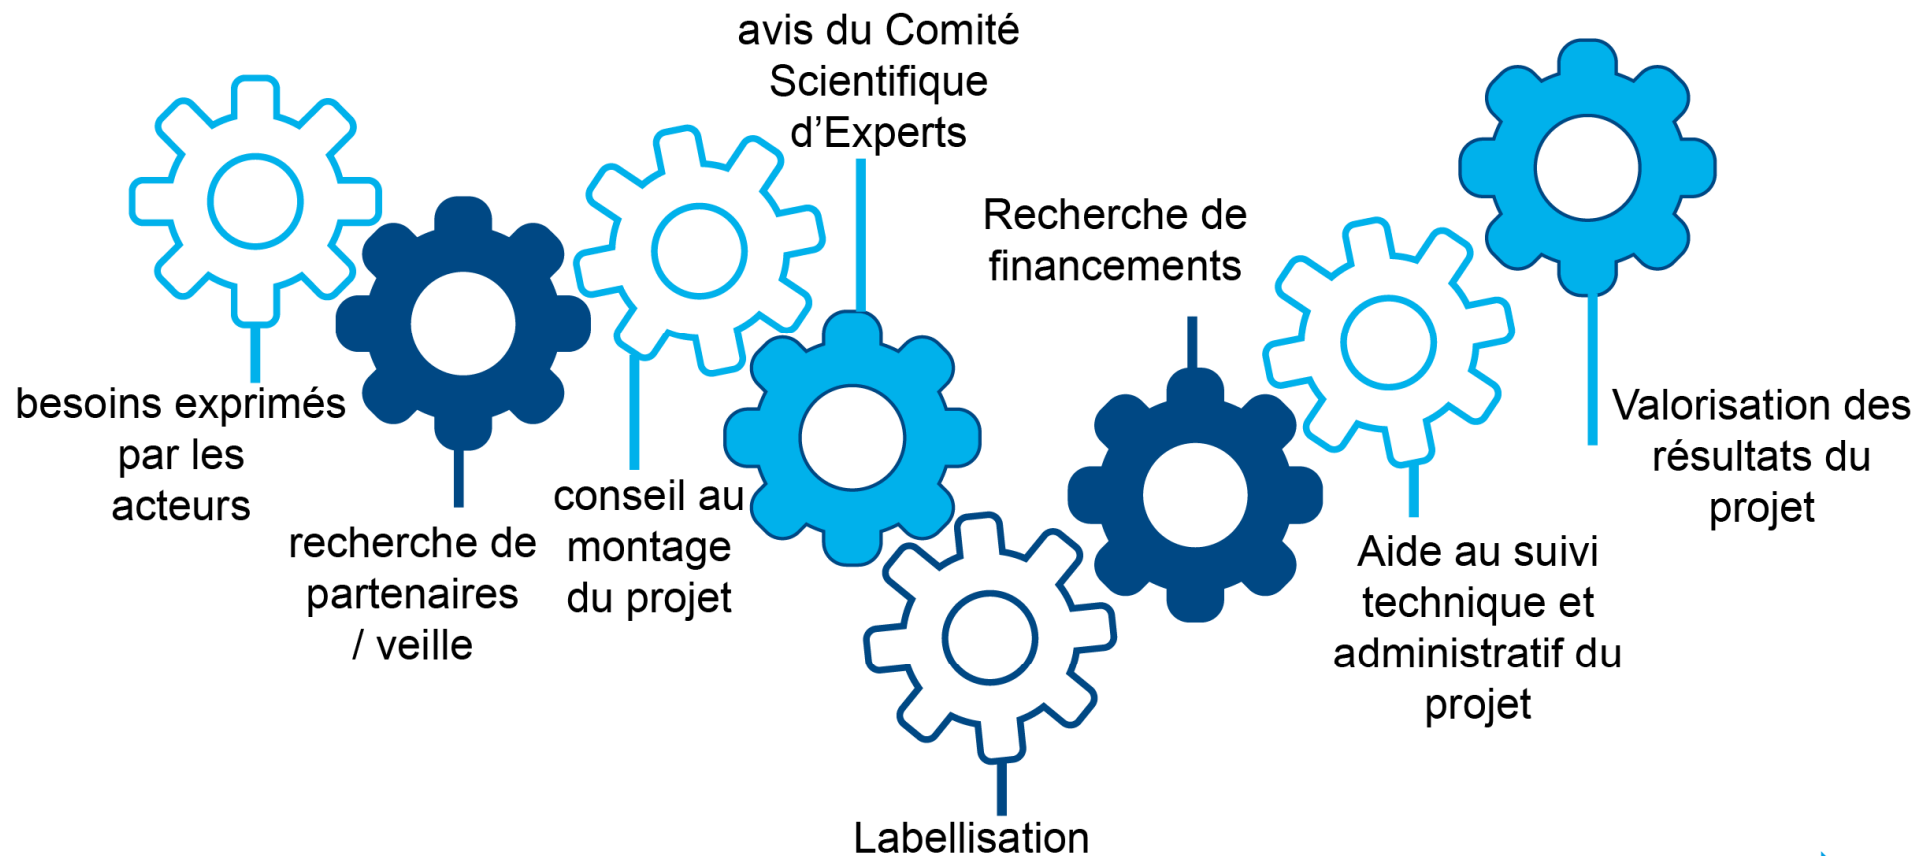 besoins exprimés
par les
acteurs
recherche de
partenaires
/ veille
conseil au
montage
du projet
avis du Comité
Scientifique
d’Experts
Labellisation
Recherche de
financements
Aide au suivi
technique et
administratif du
projet
Valorisation des
résultats du
projet